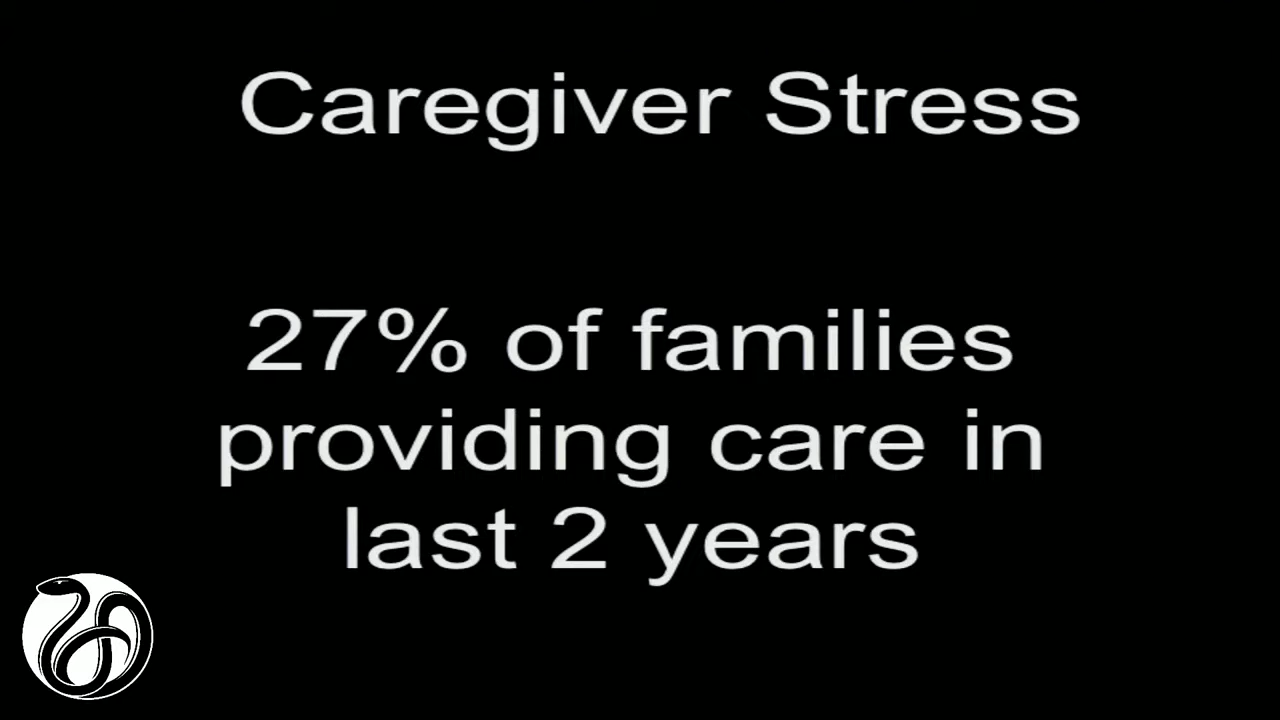 Caregiver Stress
27% of families
providing care in
last 2 years